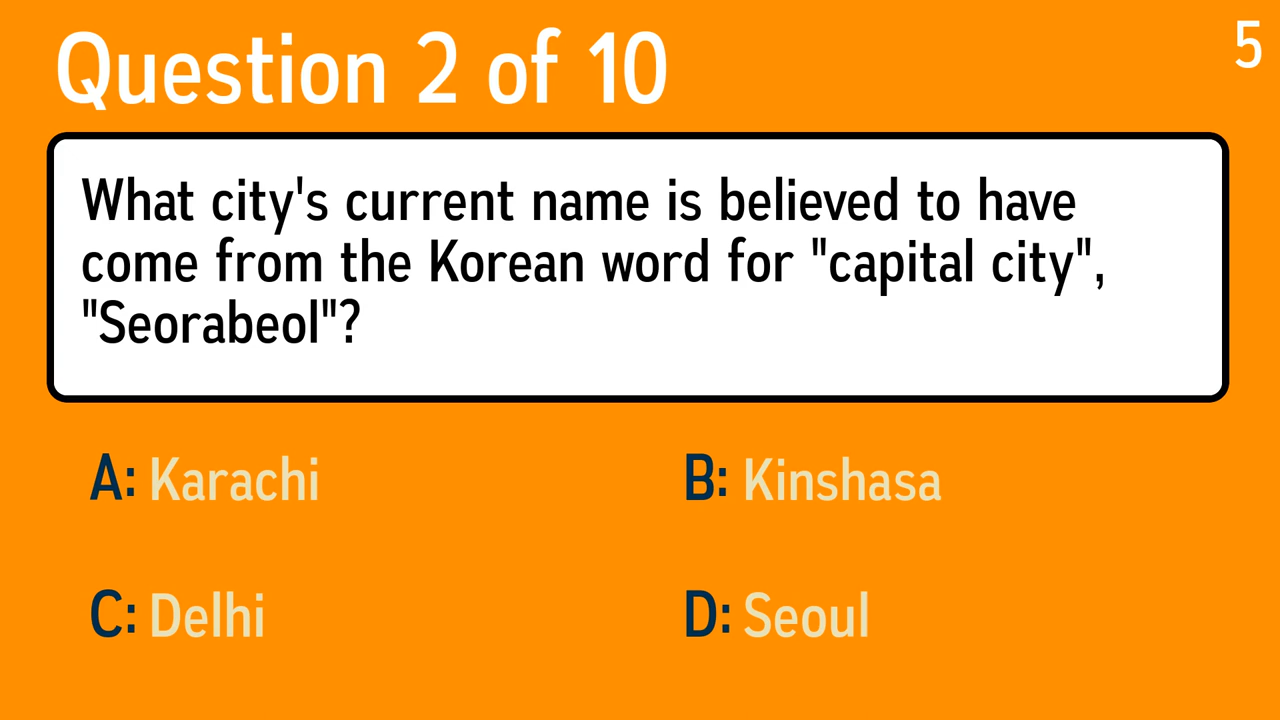 Question 2 of 10
5
What city's current name is believed to have
come from the Korean word for "capital city",
"Seorabeol"?
A: Karachi
B: Kinshasa
C: Delhi
D: Seoul